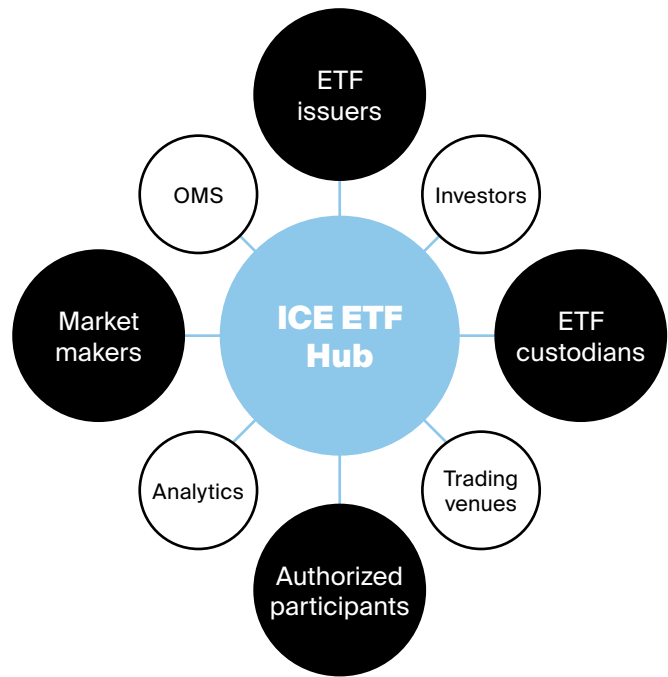 ETF
issuers
OMS
Investors
Market
makers
ICE ETF
Hub
ETF
custodians
Analytics
Trading
venues
Authorized
participants